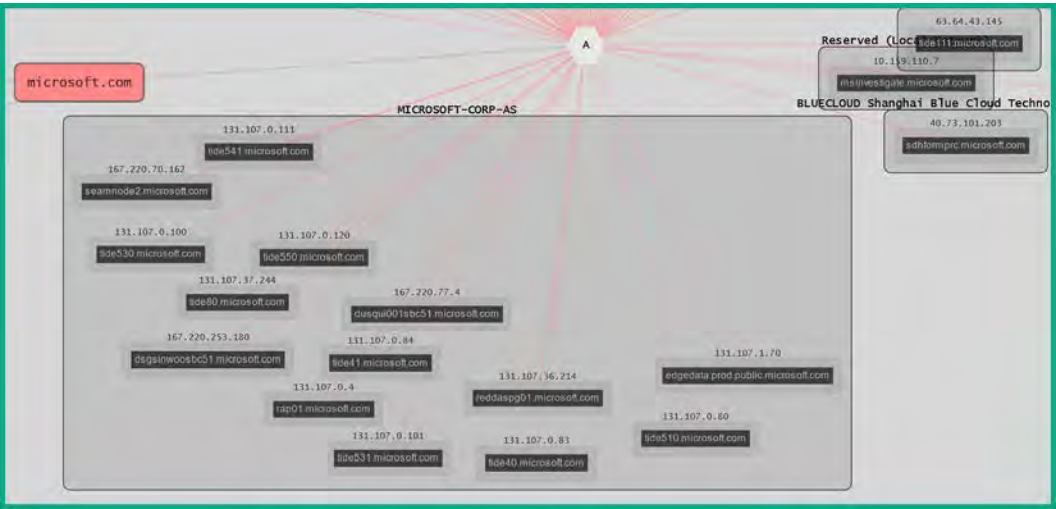 63.64.43.145
A
Reserved (Loc
tide111.microsoft.com
10.159.110.7
microsoft.com
msinvestigate.microsoft.com
MICROSOFT-CORP-AS
BLUECLOUD Shanghai Blue Cloud Techno
131.107.0.111
40.73.101.203
tide541.microsoft.com
sdhformprc.microsoft.com
167.220.70.162
seamnode2.microsoft.com
131.107.0.100
131.107.0.120
tide530.microsoft.com
tide550.microsoft.com
131.107.37.244
167.220.77.4
tide80.microsoft.com
dusqui001sbc51.microsoft.com
167.220.253.180
131.107.0.84
dsgsinwoosbc51.microsoft.com
tide41.microsoft.com
131.107.1.70
edgedata.prod.public.microsoft.com
131.107.0.4
131.107.36.214
rap01.microsoft.com
reddaspg01.microsoft.com
131.107.0.80
131.107.0.101
131.107.0.83
tide510.microsoft.com
tide531.microsoft.com
tide40.microsoft.com